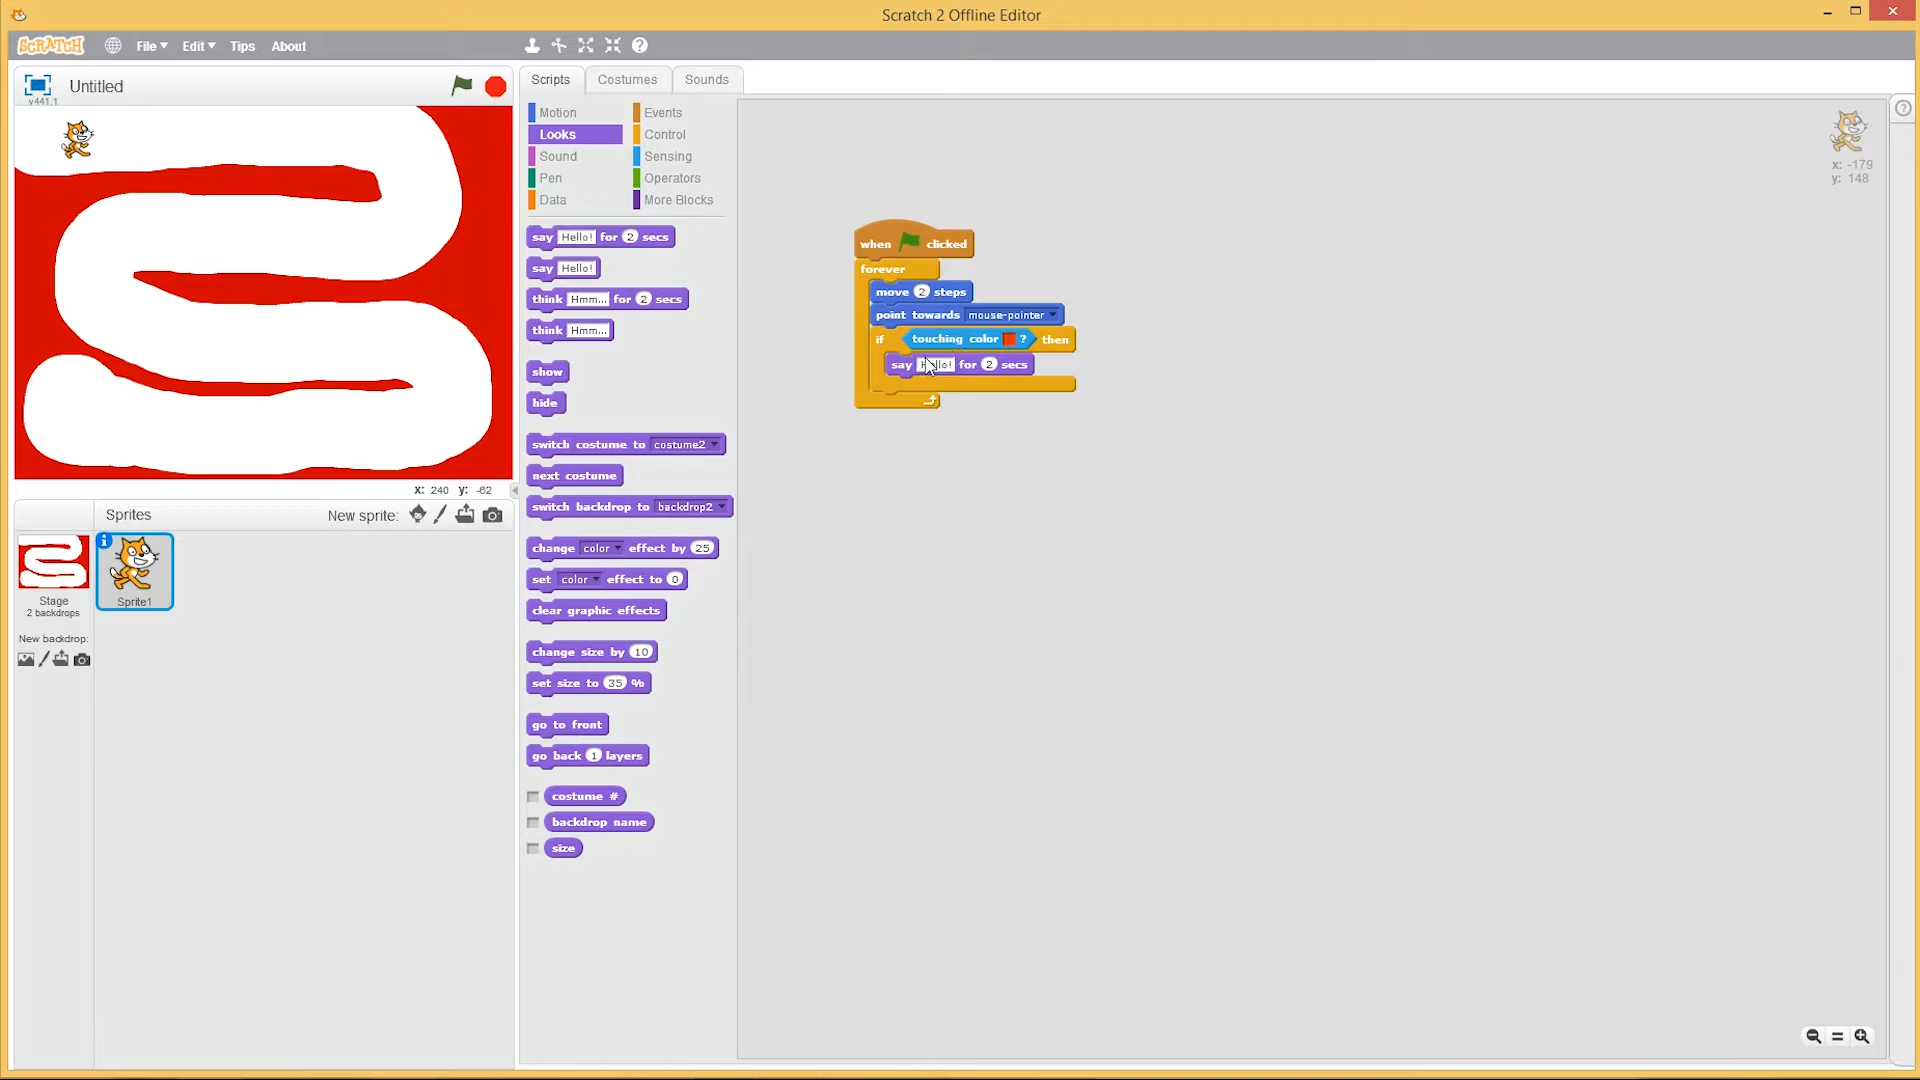 Scratch 2 Offline Editor
SCRATCH File Edit Tips About
v441.1
Untitled
Scripts Costumes Sounds
Motion Events
Looks Control
Sound Sensing
Pen Operators
Data More Blocks
say Hello! for 2 secs
say Hello!
think Hmm... for 2 secs
think Hmm...
show
hide
switch costume to costume2
next costume
switch backdrop to backdrop2
change color effect by 25
set color effect to 0
clear graphic effects
change size by 10
set size to 35 %
go to front
go back 1 layers
costume #
backdrop name
size
when clicked
forever
move 2 steps
point towards mouse-pointer
if touching color ? then
say Hello! for 2 secs
x: -179
y: 148
x: 240 y: -62
Sprites New sprite:
Sprite1
Stage
2 backdrops
New backdrop: